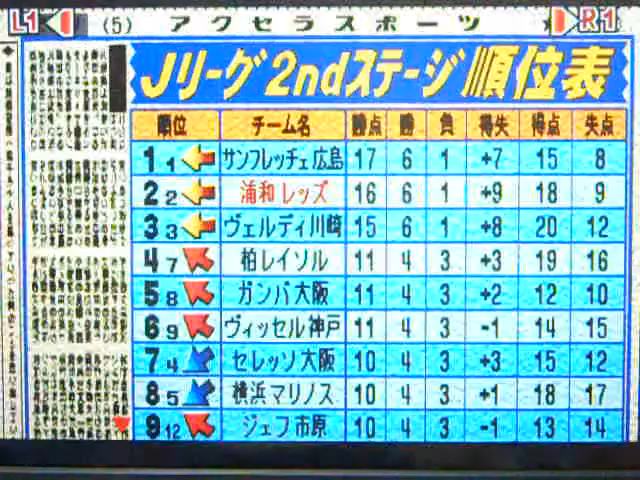 L1 (5) アクセラスポーツ R1
Jリーグ 2ndステージ順位表
順位 チーム名 勝点 勝 負 得失 得点 失点
1 1 サンフレッチェ広島 17 6 1 +7 15 8
2 2 浦和レッズ 16 6 1 +9 18 9
3 3 ヴェルディ川崎 15 6 1 +8 20 12
4 7 柏レイソル 11 4 3 +3 19 16
5 8 ガンバ大阪 11 4 3 +2 12 10
6 9 ヴィッセル神戸 11 4 3 -1 14 15
7 4 セレッソ大阪 10 4 3 +3 15 12
8 5 横浜マリノス 10 4 3 +1 18 17
9 12 ジェフ市原 10 4 3 -1 13 14